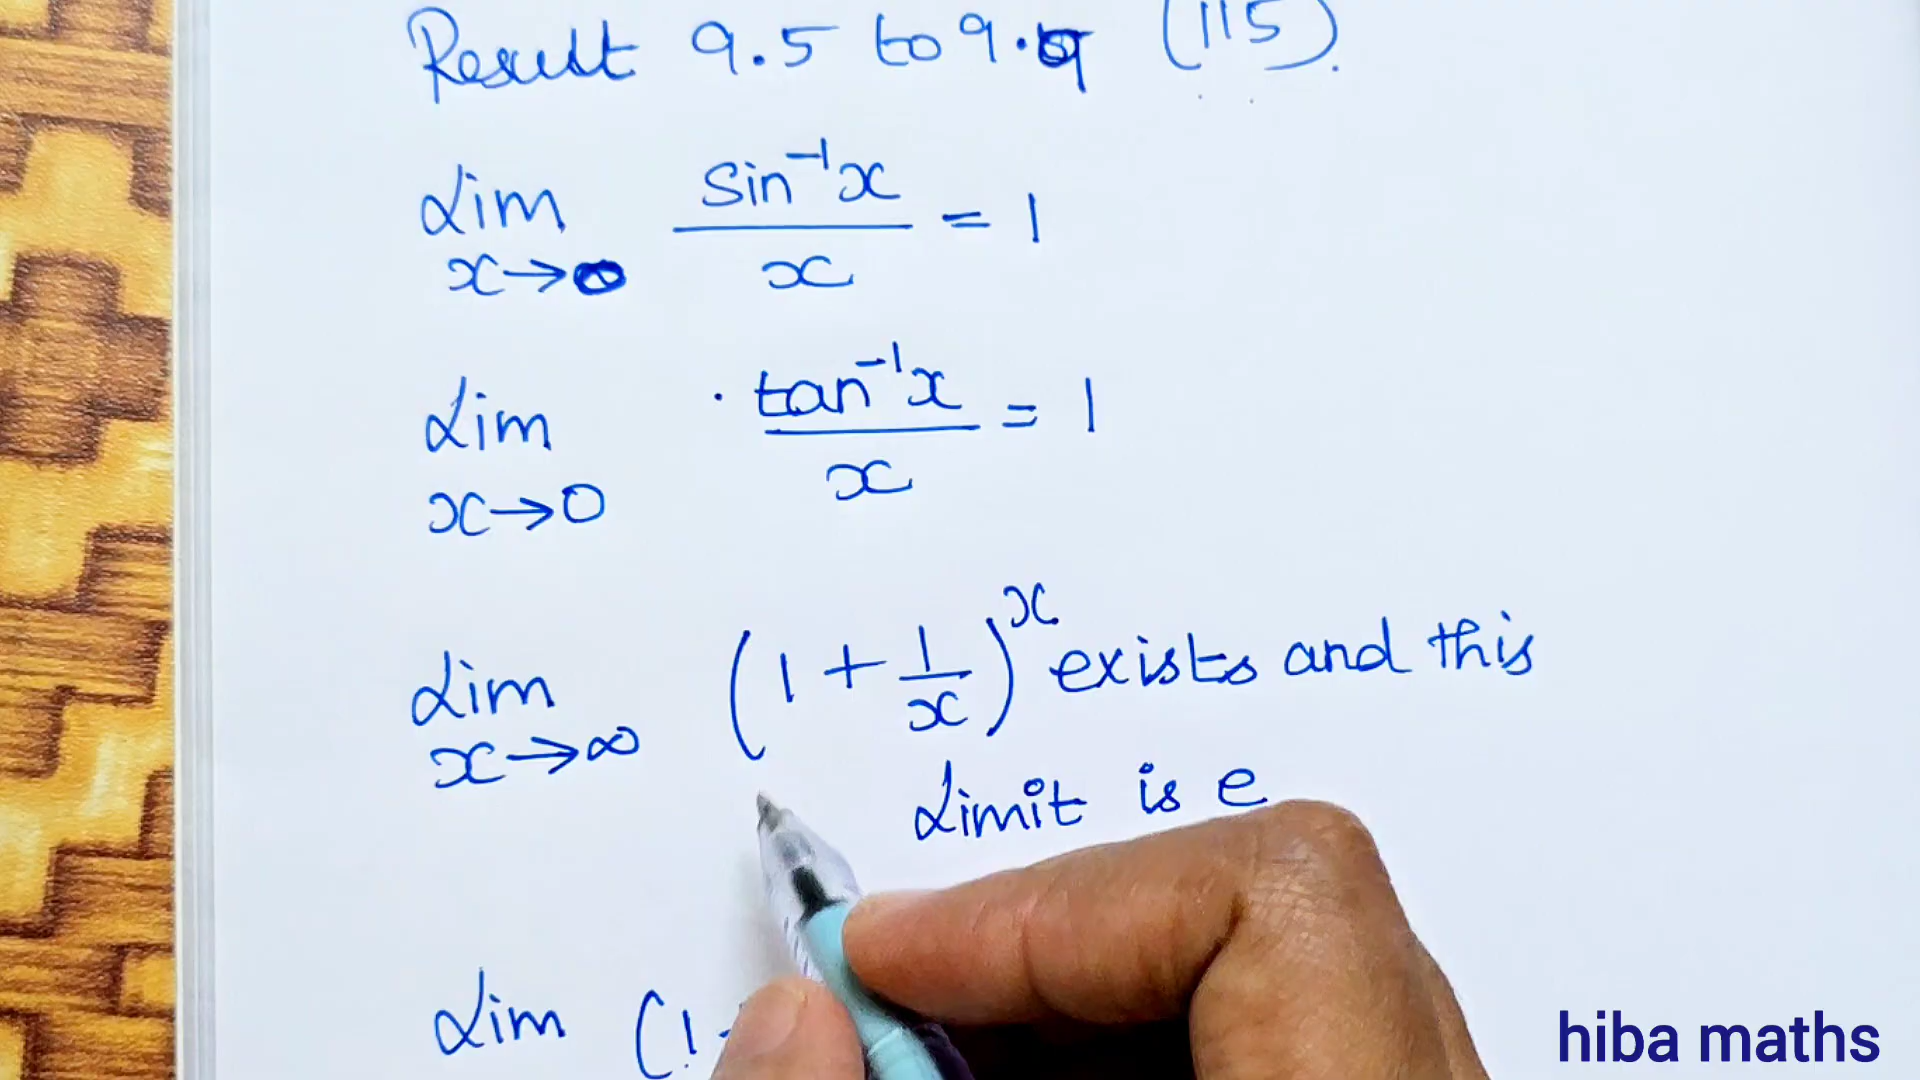 Result 9.5 to 9.9 (115).
Lim sin⁻¹x / x = 1
x→0
Lim tan⁻¹x / x = 1
x→0
Lim (1 + 1/x)ˣ exists and this
x→∞
Limit is e
Lim (1
hiba maths